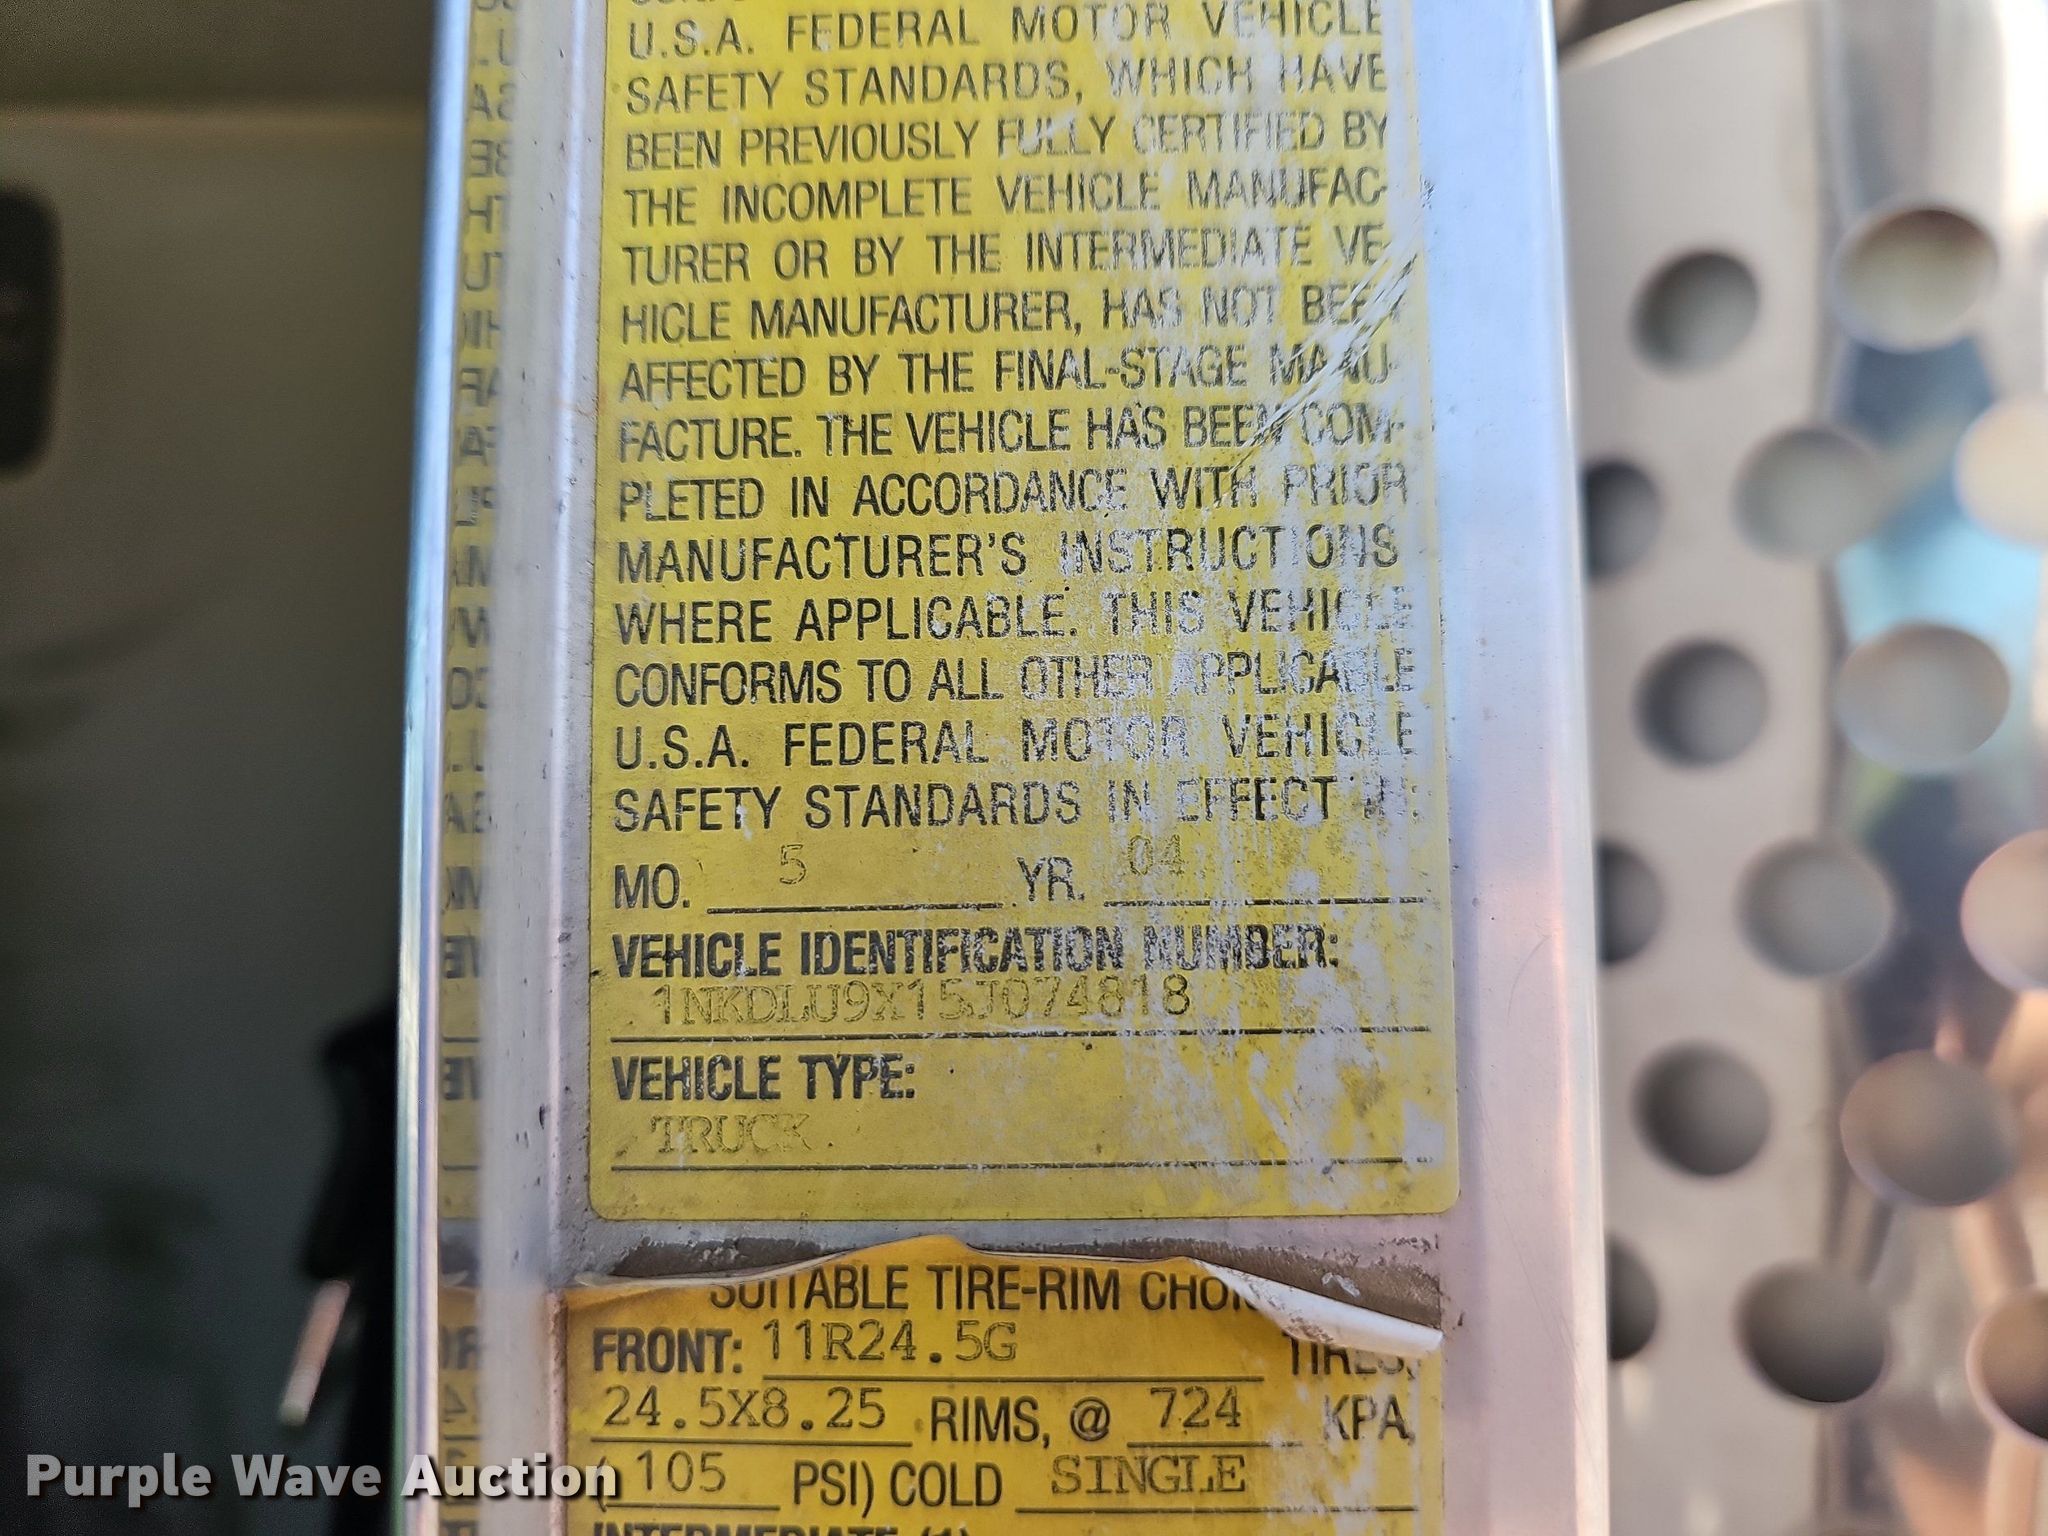 U.S.A. FEDERAL MOTOR VEHICLE
SAFETY STANDARDS, WHICH HAVE
BEEN PREVIOUSLY FULLY CERTIFIED BY
THE INCOMPLETE VEHICLE MANUFAC-
TURER OR BY THE INTERMEDIATE VE-
HICLE MANUFACTURER, HAS NOT BEEN
AFFECTED BY THE FINAL-STAGE MANU-
FACTURE. THE VEHICLE HAS BEEN COM-
PLETED IN ACCORDANCE WITH PRIOR
MANUFACTURER'S INSTRUCTIONS
WHERE APPLICABLE. THIS VEHICLE
CONFORMS TO ALL OTHER APPLICABLE
U.S.A. FEDERAL MOTOR VEHICLE
SAFETY STANDARDS IN EFFECT IN:
MO. 5 YR. 04
VEHICLE IDENTIFICATION NUMBER:
1NKDLU9X15J074818
VEHICLE TYPE:
TRUCK
SUITABLE TIRE-RIM
FRONT: 11R24.5G TIRES,
24.5X8.25 RIMS, @ 724 KPA,
(105 PSI) COLD SINGLE
INTERMEDIATE (1)
Purple Wave Auction